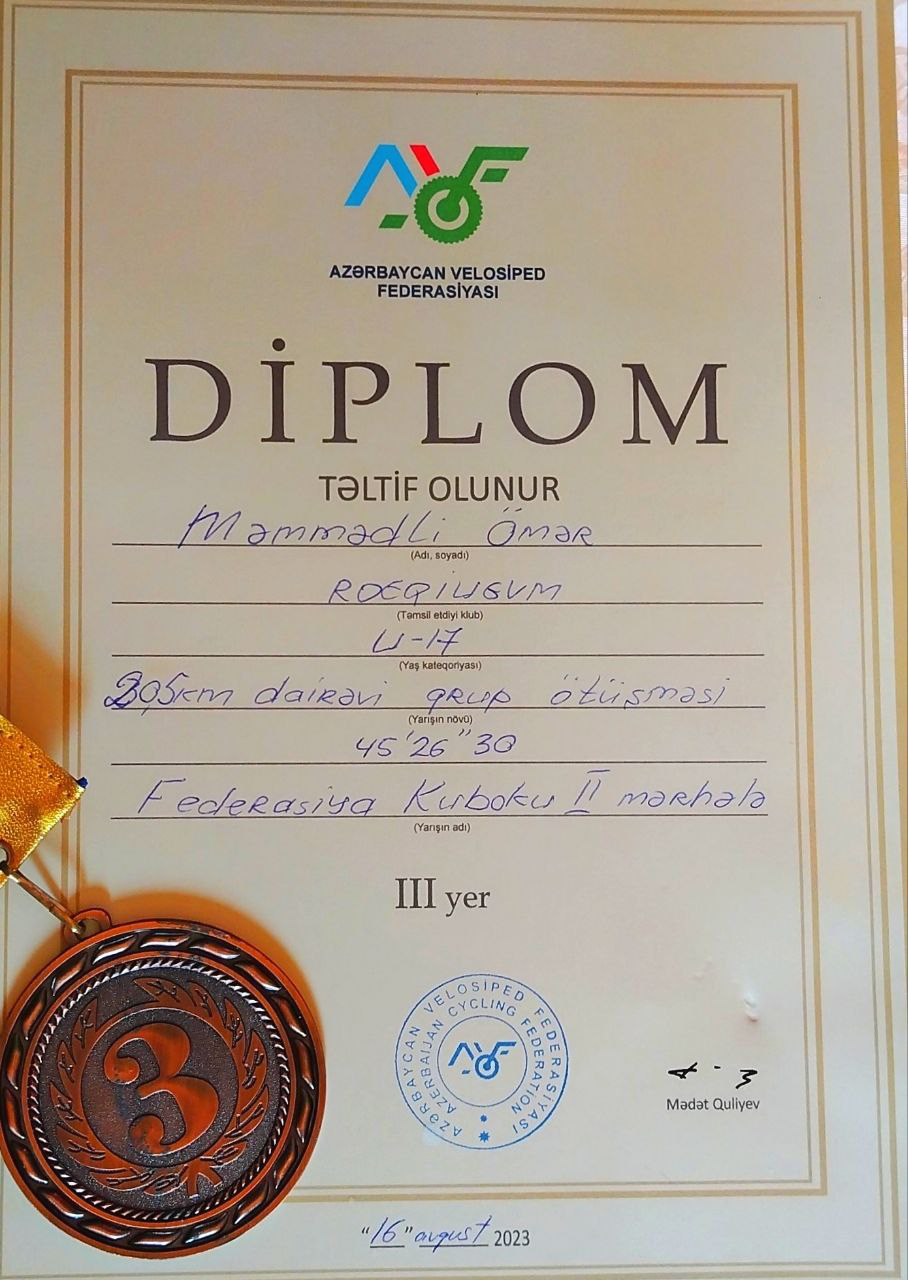 AZƏRBAYCAN VELOSİPED
FEDERASİYASI
DİPLOM
TƏLTİF OLUNUR
Məmmədli Ömər
(Adı, soyadı)
(Təmsil etdiyi klub)
U-17
(Yaş kateqoriyası)
dairəvi qrup ötüşməsi
(Yarışın növü)
45'26"30
Federasiya Kuboku II mərhələ
(Yarışın adı)
III yer
AZƏRBAYCAN VELOSİPED FEDERASİYASI
AZERBAIJAN CYCLING FEDERATION
Mədət Quliyev
3
"16" avqust 2023